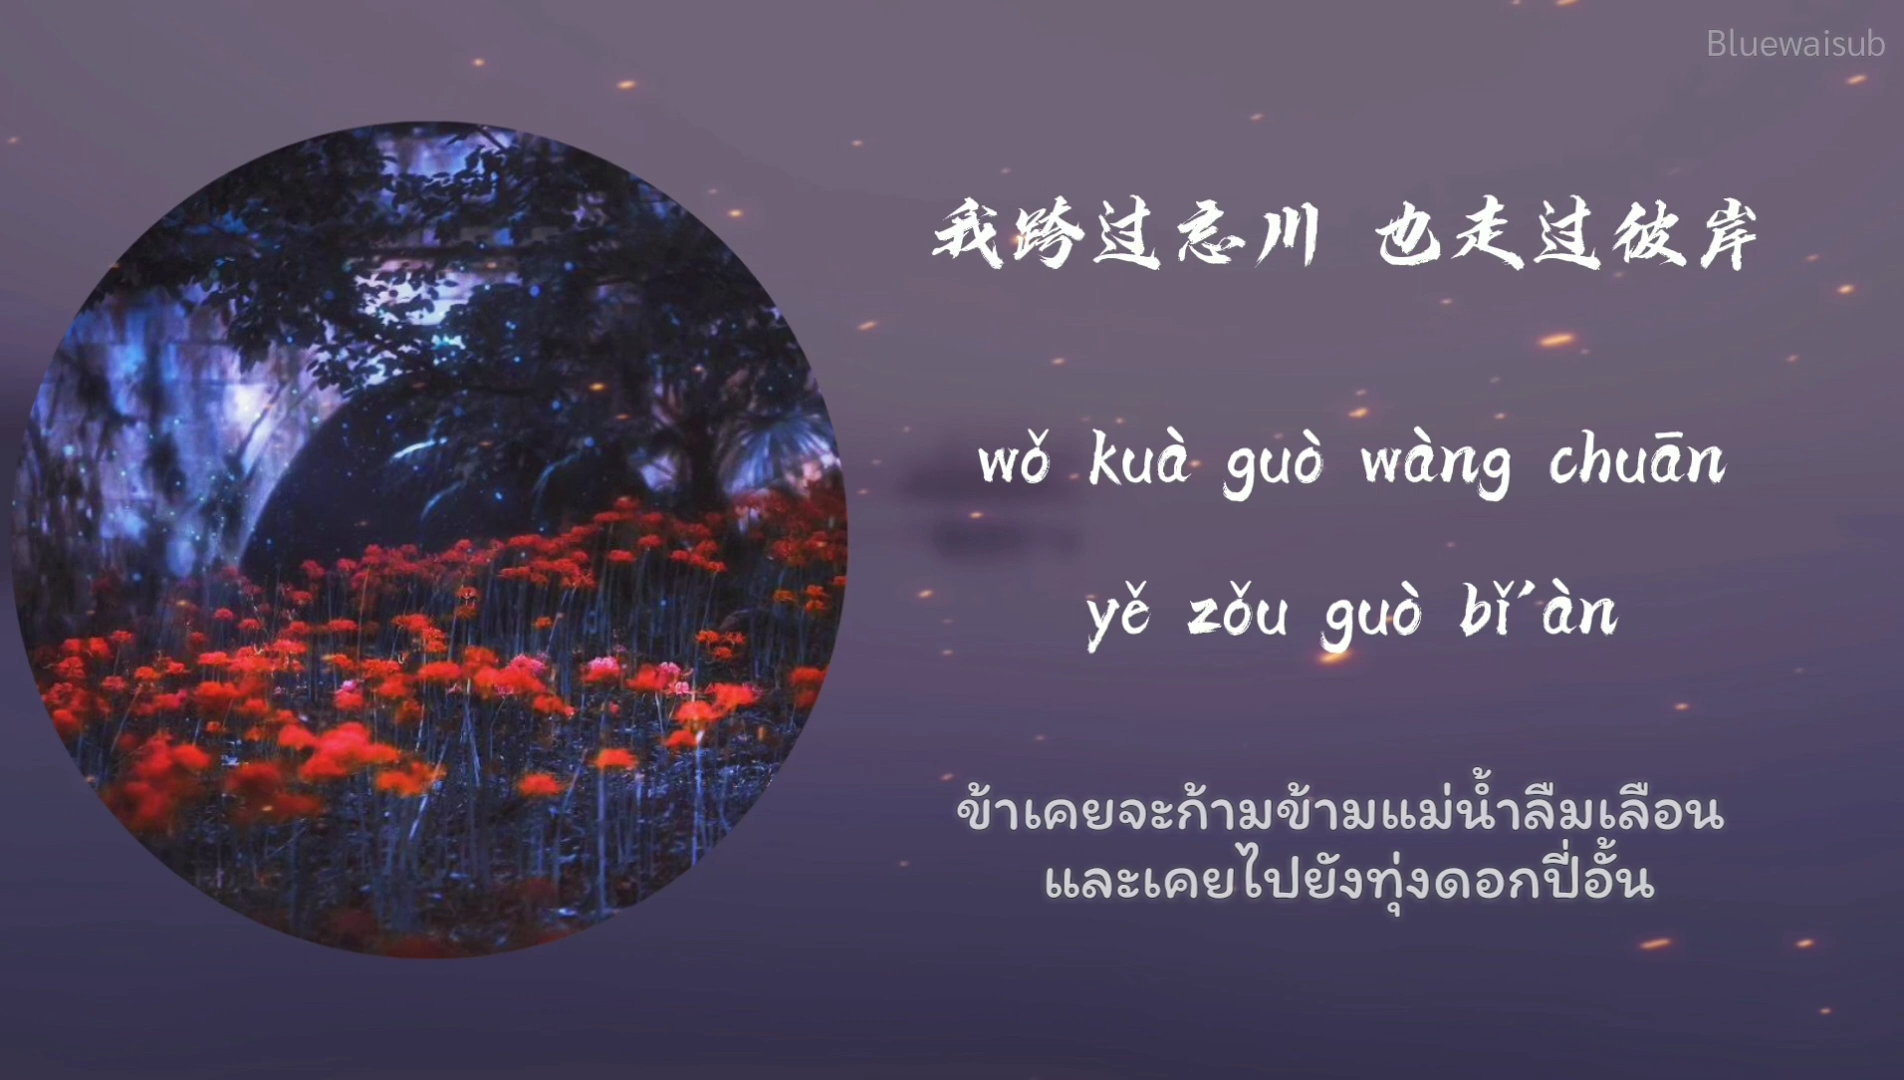 Bluewaisub
我跨过忘川 也走过彼岸
wǒ kuà guò wàng chuān
yě zǒu guò bǐ'àn
ข้าเคยจะก้ามข้ามแม่น้ำลืมเลือน
และเคยไปยังทุ่งดอกปี่อั้น